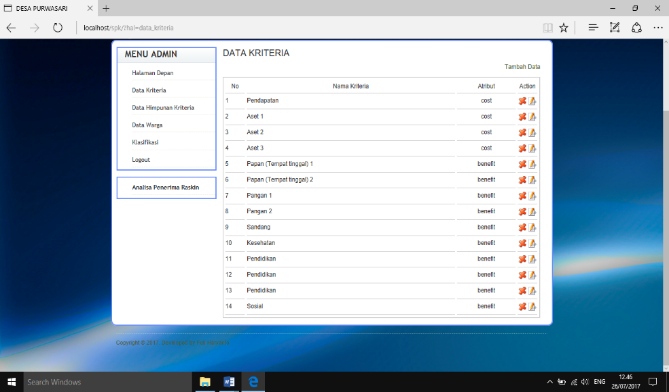 DESA PURWASARI
localhost/spk/?hal=data_kriteria
MENU ADMIN
Halaman Depan
Data Kriteria
Data Himpunan Kriteria
Data Warga
Klasifikasi
Logout
Analisa Penerima Raskin
DATA KRITERIA
Tambah Data
No Nama Kriteria Atribut Action
1 Pendapatan cost
2 Aset 1 cost
3 Aset 2 cost
4 Aset 3 cost
5 Papan (Tempat tinggal) 1 benefit
6 Papan (Tempat tinggal) 2 benefit
7 Pangan 1 benefit
8 Pangan 2 benefit
9 Sandang benefit
10 Kesehatan benefit
11 Pendidikan benefit
12 Pendidikan benefit
13 Pendidikan benefit
14 Sosial benefit
Copyright © 2017
Search Windows
ENG
12.46
26/07/2017